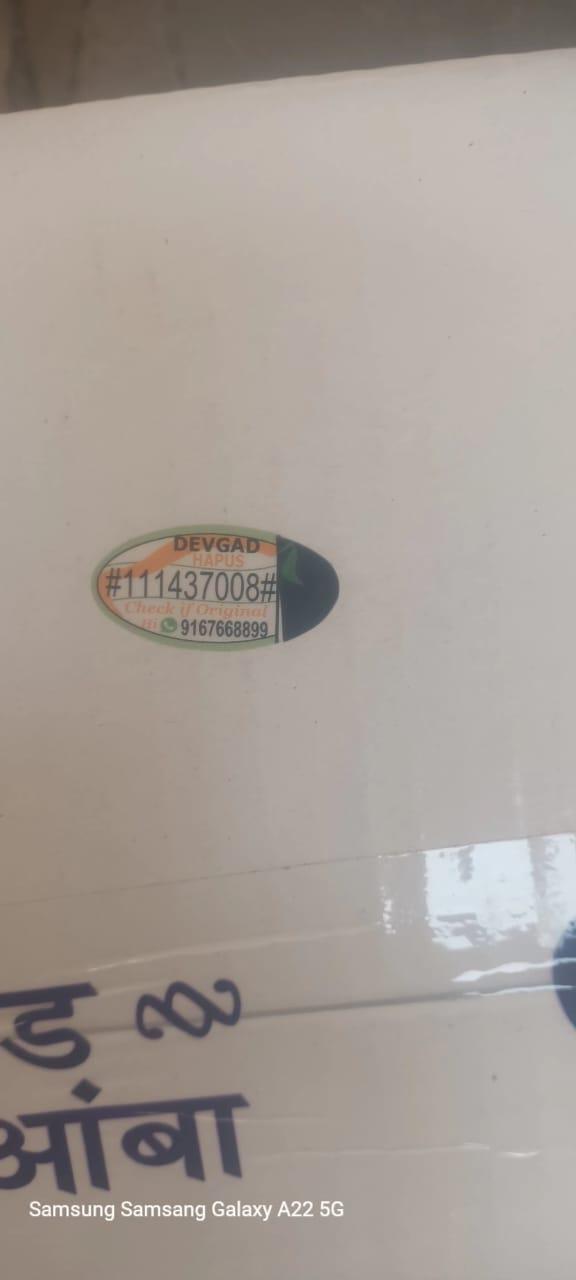 DEVGAD
HAPUS
#111437008#
Check if Original
Hi 9167668899
ड
आंबा
Samsung Samsang Galaxy A22 5G